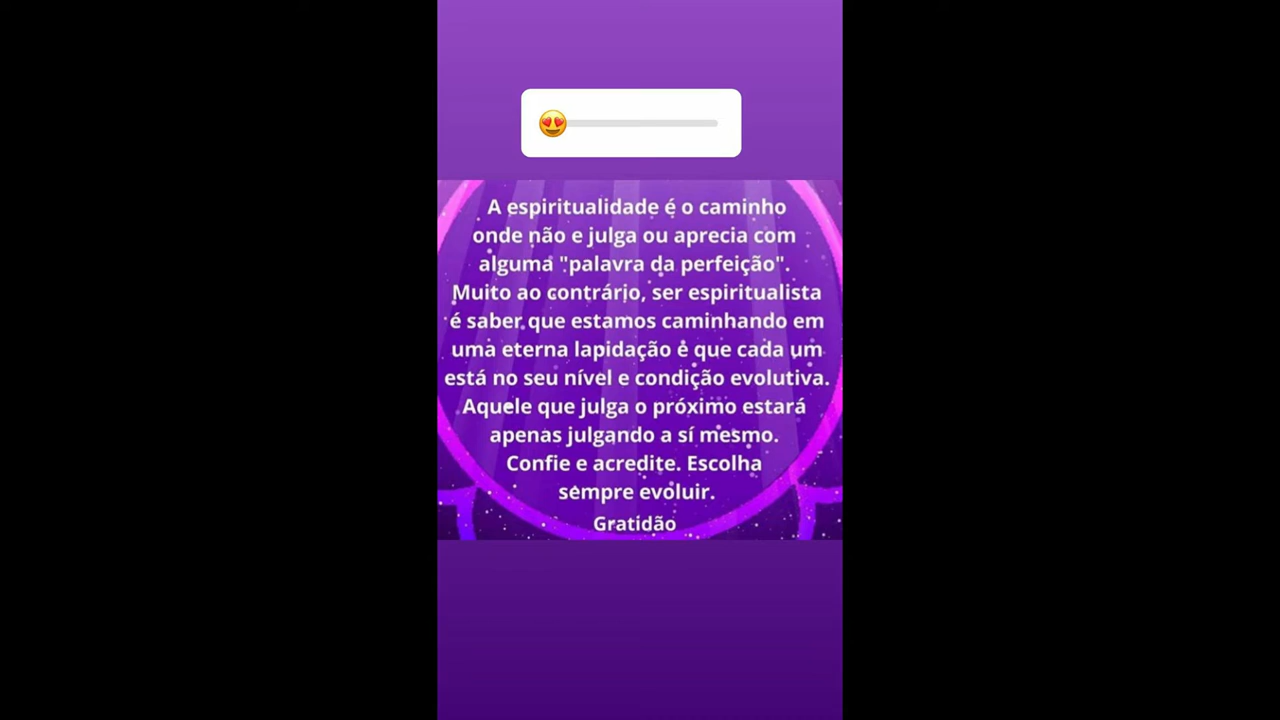 A espiritualidade é o caminho
onde não e julga ou aprecia com
alguma "palavra da perfeição".
Muito ao contrário, ser espiritualista
é saber que estamos caminhando em
uma eterna lapidação e que cada um
está no seu nível e condição evolutiva.
Aquele que julga o próximo estará
apenas julgando a sí mesmo.
Confie e acredite. Escolha
sempre evoluir.
Gratidão